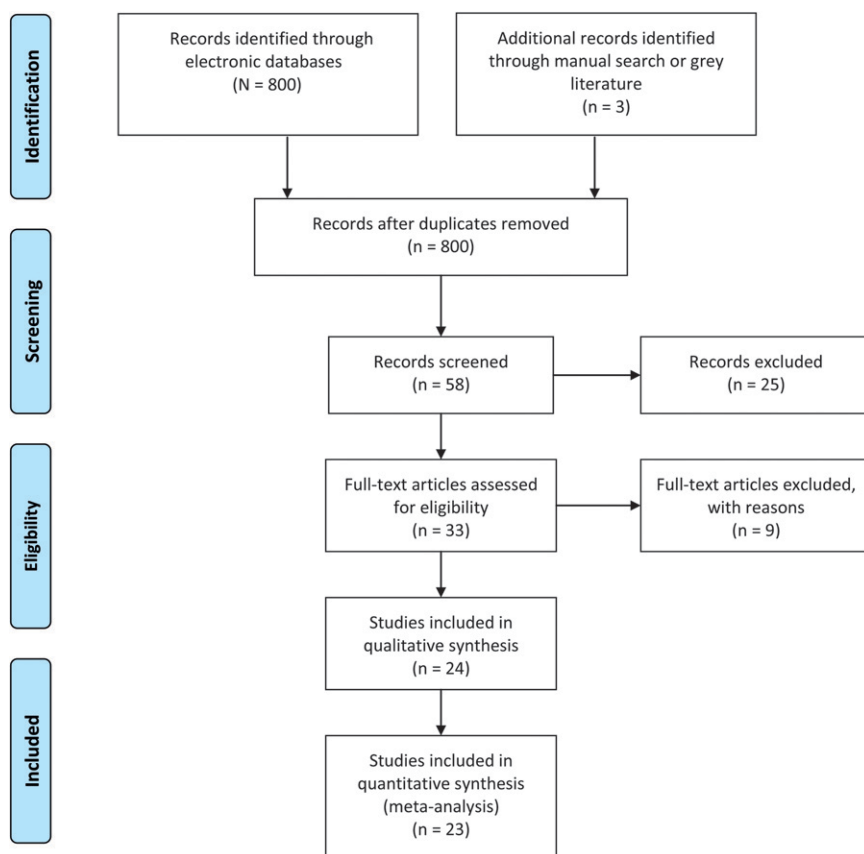 Identification
Records identified through
electronic databases
(N = 800)
Additional records identified
through manual search or grey
literature
(n = 3)
Records after duplicates removed
(n = 800)
Screening
Records screened
(n = 58)
Records excluded
(n = 25)
Eligibility
Full-text articles assessed
for eligibility
(n = 33)
Full-text articles excluded,
with reasons
(n = 9)
Studies included in
qualitative synthesis
(n = 24)
Included
Studies included in
quantitative synthesis
(meta-analysis)
(n = 23)